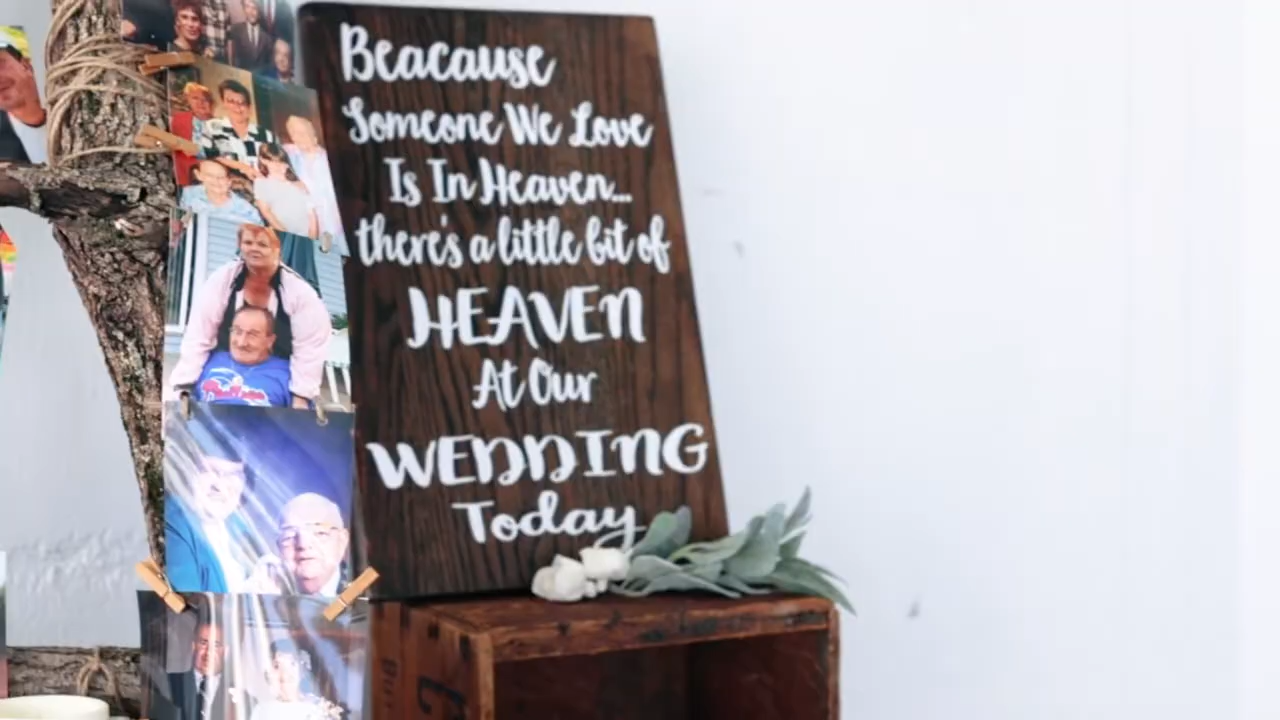 Beacause
Someone We Love
Is In Heaven...
there's a little bit of
HEAVEN
At Our
WEDDING
Today